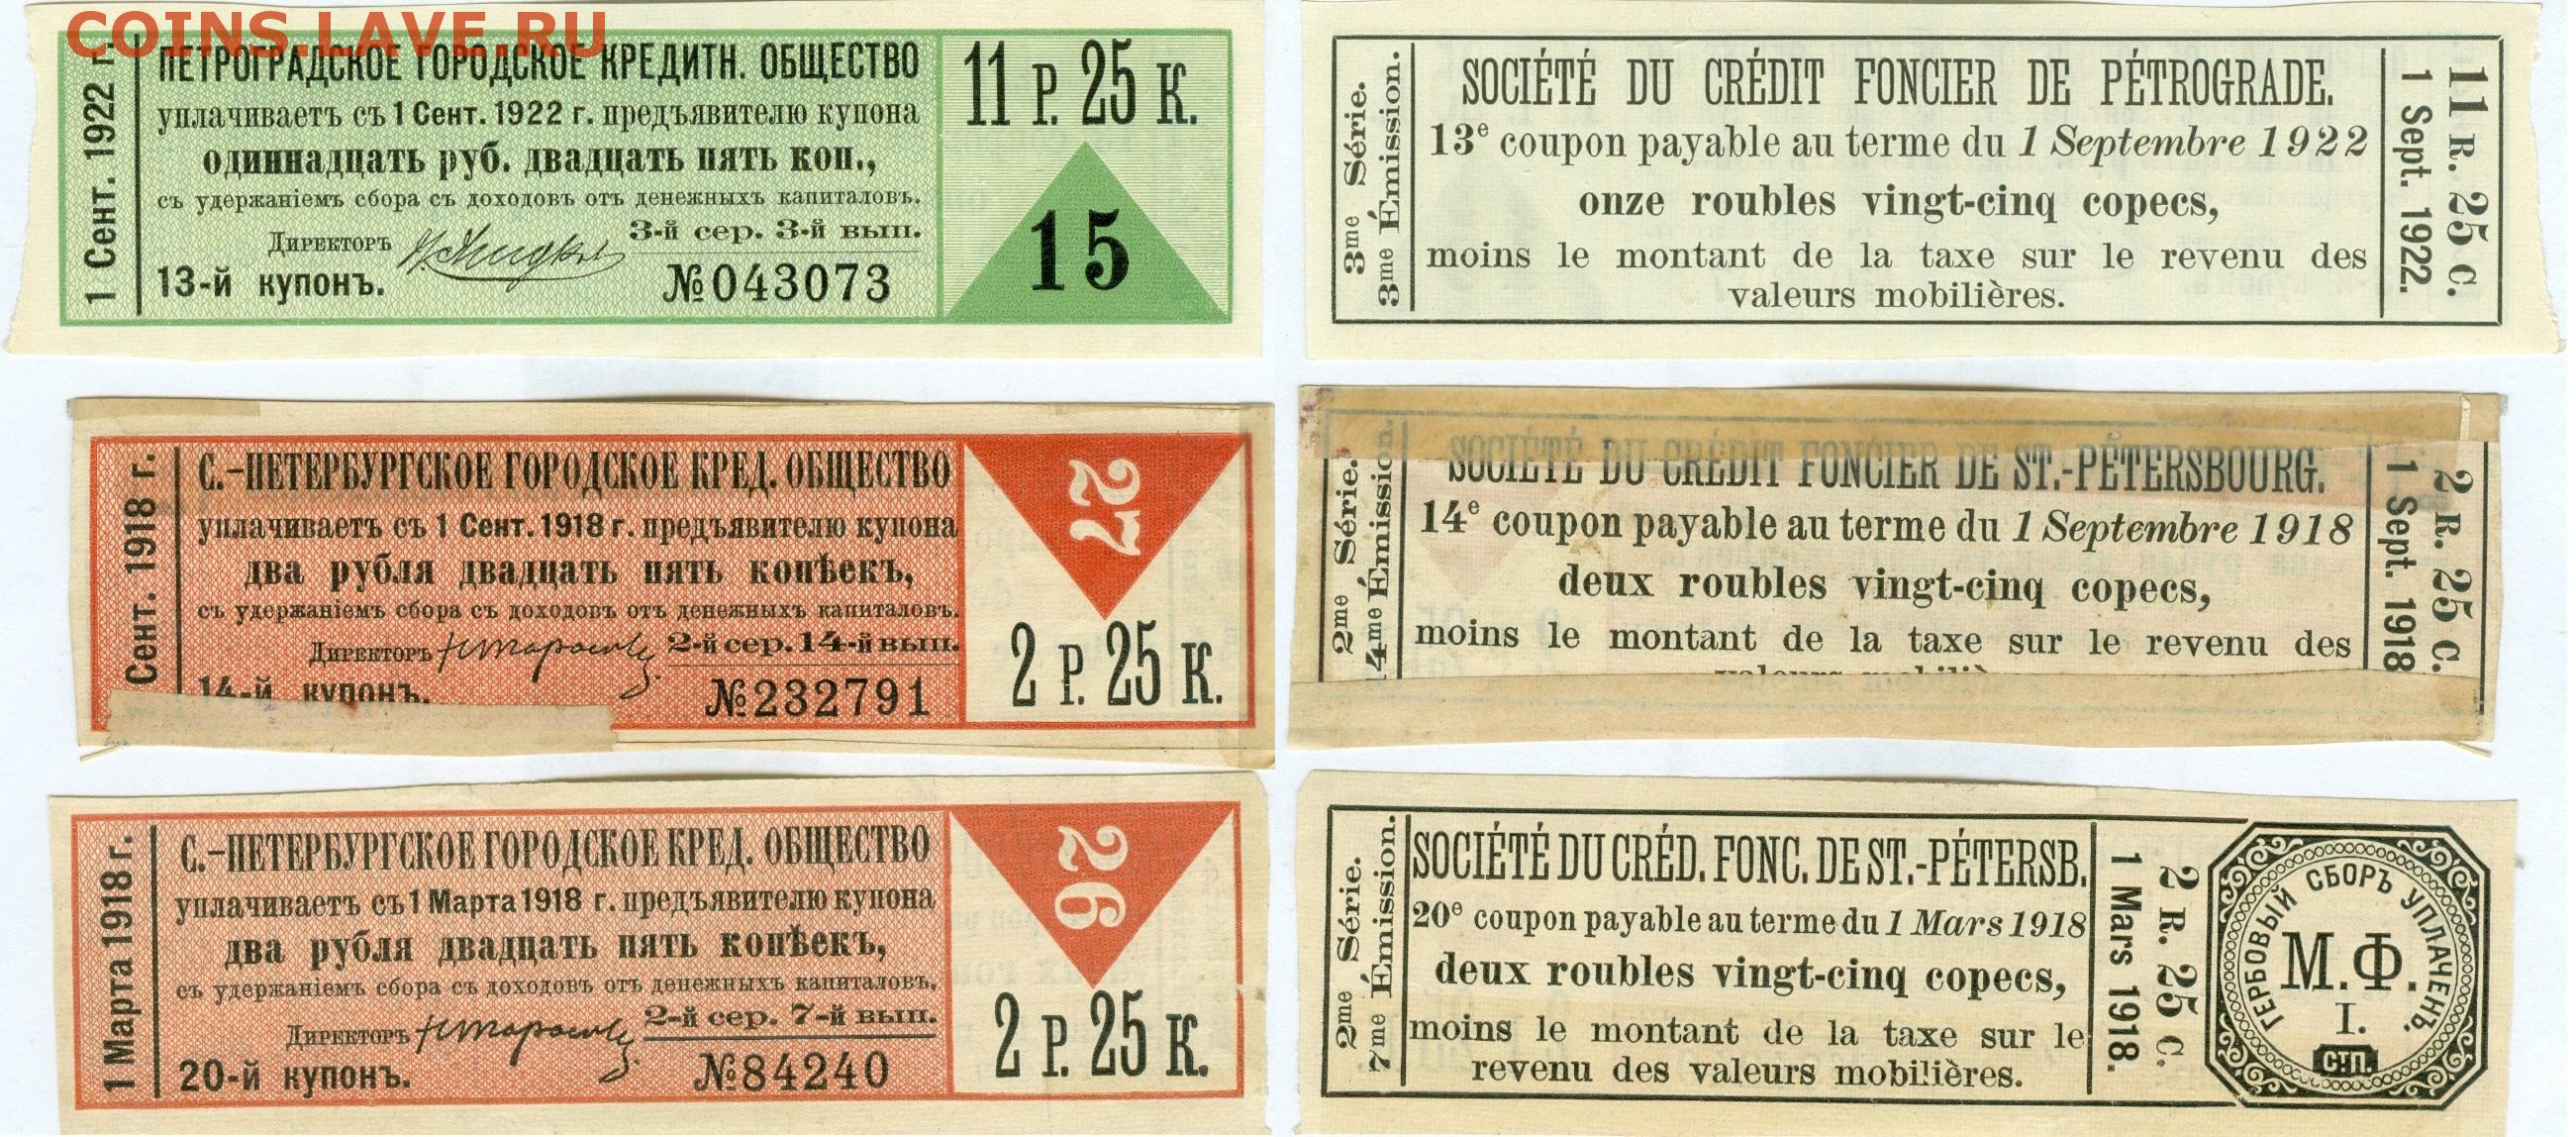 COINS.LAVE.RU
1 Сент. 1922 г.
ПЕТРОГРАДСКОЕ ГОРОДСКОЕ КРЕДИТН. ОБЩЕСТВО
уплачиваетъ съ 1 Сент. 1922 г. предъявителю купона
одиннадцать руб. двадцать пять коп.,
съ удержаніемъ сбора съ доходовъ отъ денежныхъ капиталовъ.
Директоръ
3-й сер. 3-й вып.
13-й купонъ.
№043073
11 Р. 25 К.
15
3me Série.
3me Émission.
SOCIÉTÉ DU CRÉDIT FONCIER DE PÉTROGRADE.
13e coupon payable au terme du 1 Septembre 1922
onze roubles vingt-cinq copecs,
moins le montant de la taxe sur le revenu des
valeurs mobilières.
1 Sept. 1922.
11 R. 25 C.
Сент. 1918 г.
С.-ПЕТЕРБУРГСКОЕ ГОРОДСКОЕ КРЕД. ОБЩЕСТВО
уплачиваетъ съ 1 Сент. 1918 г. предъявителю купона
два рубля двадцать пять копѣекъ,
съ удержаніемъ сбора съ доходовъ отъ денежныхъ капиталовъ.
Директоръ
2-й сер. 14-й вып.
14-й купонъ.
№232791
27
2 Р. 25 К.
2me Série.
14me Émission.
SOCIÉTÉ DU CRÉDIT FONCIER DE ST.-PÉTERSBOURG.
14e coupon payable au terme du 1 Septembre 1918
deux roubles vingt-cinq copecs,
moins le montant de la taxe sur le revenu des
1 Sept. 1918
2 R. 25 C.
1 Марта 1918 г.
С.-ПЕТЕРБУРГСКОЕ ГОРОДСКОЕ КРЕД. ОБЩЕСТВО
уплачиваетъ съ 1 Марта 1918 г. предъявителю купона
два рубля двадцать пять копѣекъ,
съ удержаніемъ сбора съ доходовъ отъ денежныхъ капиталовъ.
Директоръ
2-й сер. 7-й вып.
20-й купонъ.
№84240
26
2 Р. 25 К.
2me Série.
7me Émission.
SOCIÉTÉ DU CRÉD. FONC. DE ST.-PÉTERSB.
20e coupon payable au terme du 1 Mars 1918
deux roubles vingt-cinq copecs,
moins le montant de la taxe sur le
revenu des valeurs mobilières.
1 Mars 1918.
2 R. 25 C.
ГЕРБОВЫЙ СБОРЪ УПЛАЧЕНЪ.
М.Ф.
I.
СТП.